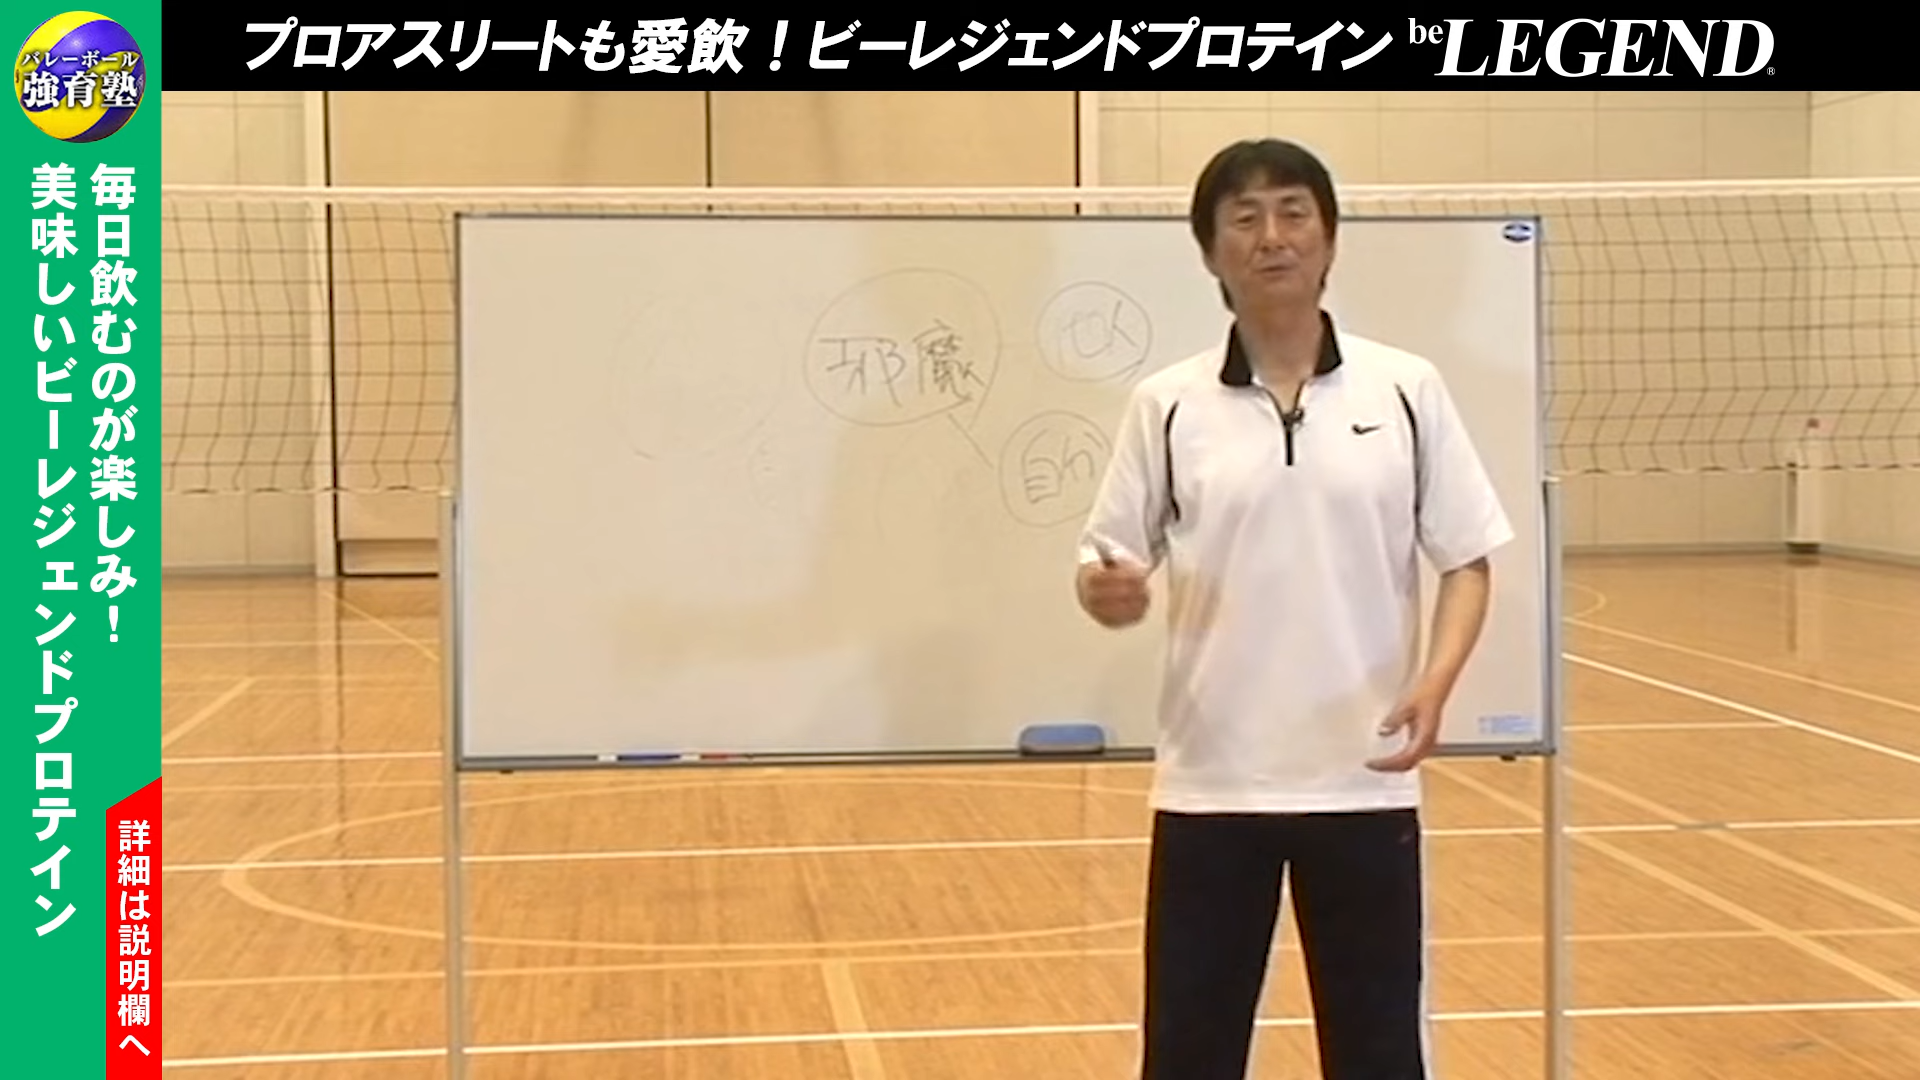 プロアスリートも愛飲！ビーレジェンドプロテイン be LEGEND®
バレーボール
強育塾
毎日飲むのが楽しみ！
美味しいビーレジェンドプロテイン
詳細は説明欄へ
邪魔
自分